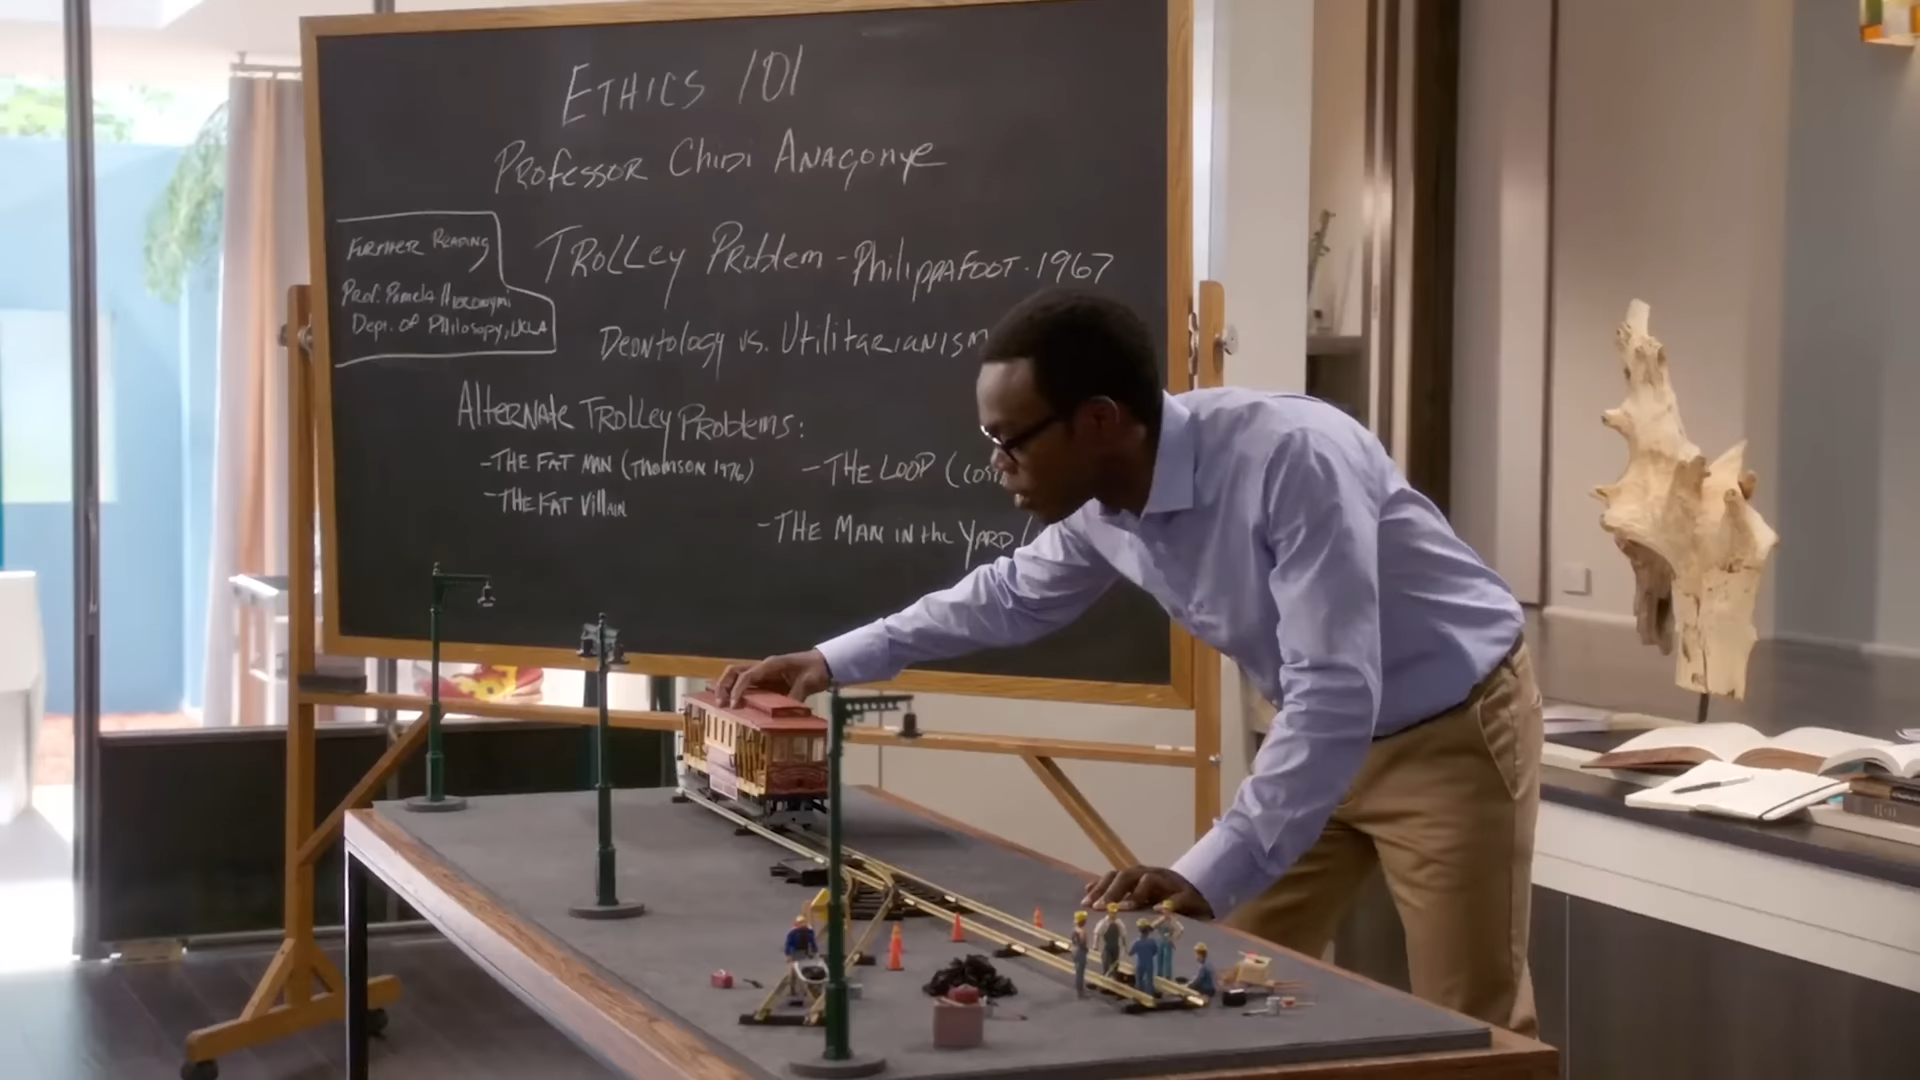 ETHICS 101
PROFESSOR CHIDI ANAGONYE
FURTHER READING
PROF. PAMELA HIERONYMI
DEPT. OF PHILOSOPY, UCLA
TROLLEY PROBLEM - PHILIPPA FOOT. 1967
DEONTOLOGY vs. UTILITARIANISM
ALTERNATE TROLLEY PROBLEMS:
- THE FAT MAN (THOMSON 1976)
- THE LOOP (
- THE FAT VILLAIN
- THE MAN IN the YARD (